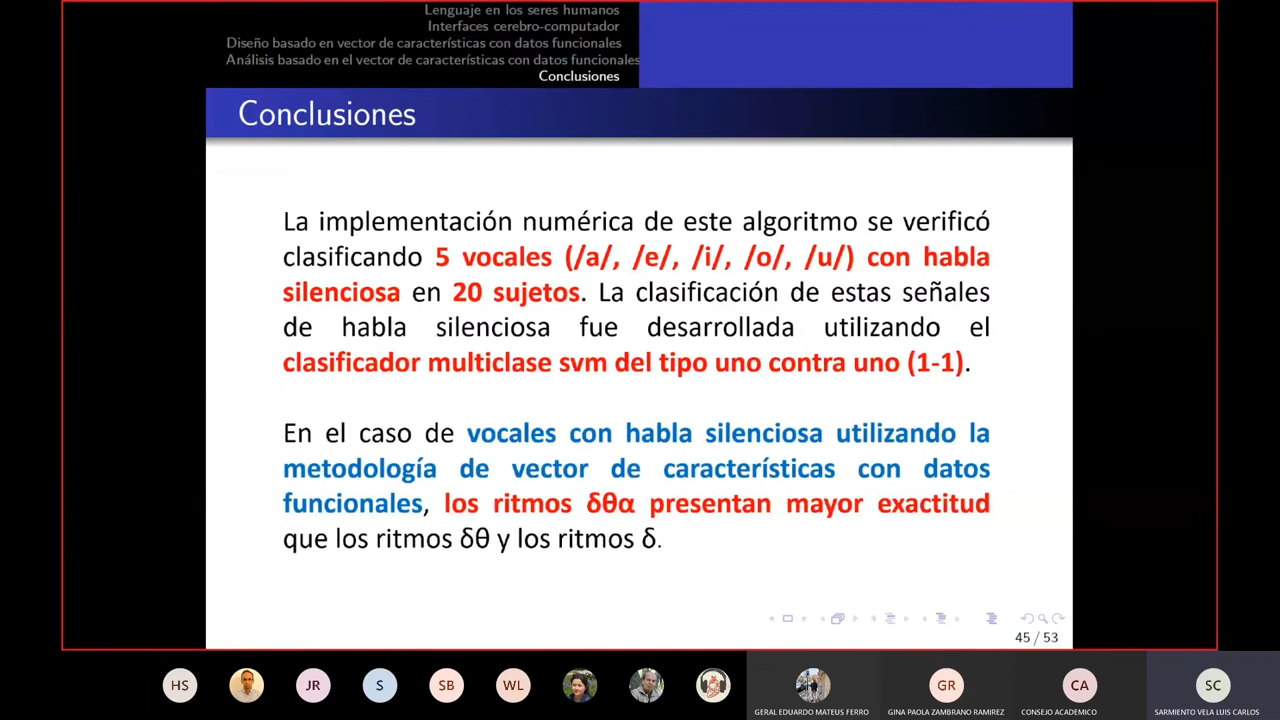 Lenguaje en los seres humanos
Interfaces cerebro-computador
Diseño basado en vector de características con datos funcionales
Análisis basado en el vector de características con datos funcionales
Conclusiones
Conclusiones
La implementación numérica de este algoritmo se verificó
clasificando 5 vocales (/a/, /e/, /i/, /o/, /u/) con habla
silenciosa en 20 sujetos. La clasificación de estas señales
de habla silenciosa fue desarrollada utilizando el
clasificador multiclase svm del tipo uno contra uno (1-1).
En el caso de vocales con habla silenciosa utilizando la
metodología de vector de características con datos
funcionales, los ritmos δθα presentan mayor exactitud
que los ritmos δθ y los ritmos δ.
45 / 53
HS JR S SB WL GR CA SC
GERAL EDUARDO MATEUS FERRO GINA PAOLA ZAMBRANO RAMIREZ CONSEJO ACADEMICO SARMIENTO VELA LUIS CARLOS